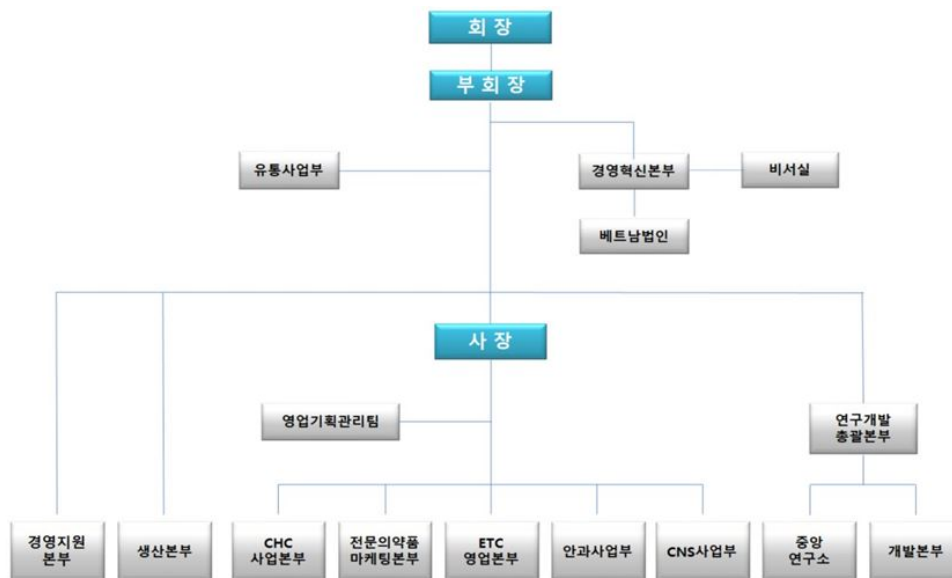 회 장
부 회 장
유통사업부
경영혁신본부
비서실
베트남법인
사 장
영업기획관리팀
연구개발
총괄본부
경영지원
본부
생산본부
CHC
사업본부
전문의약품
마케팅본부
ETC
영업본부
안과사업부
CNS사업부
중앙
연구소
개발본부